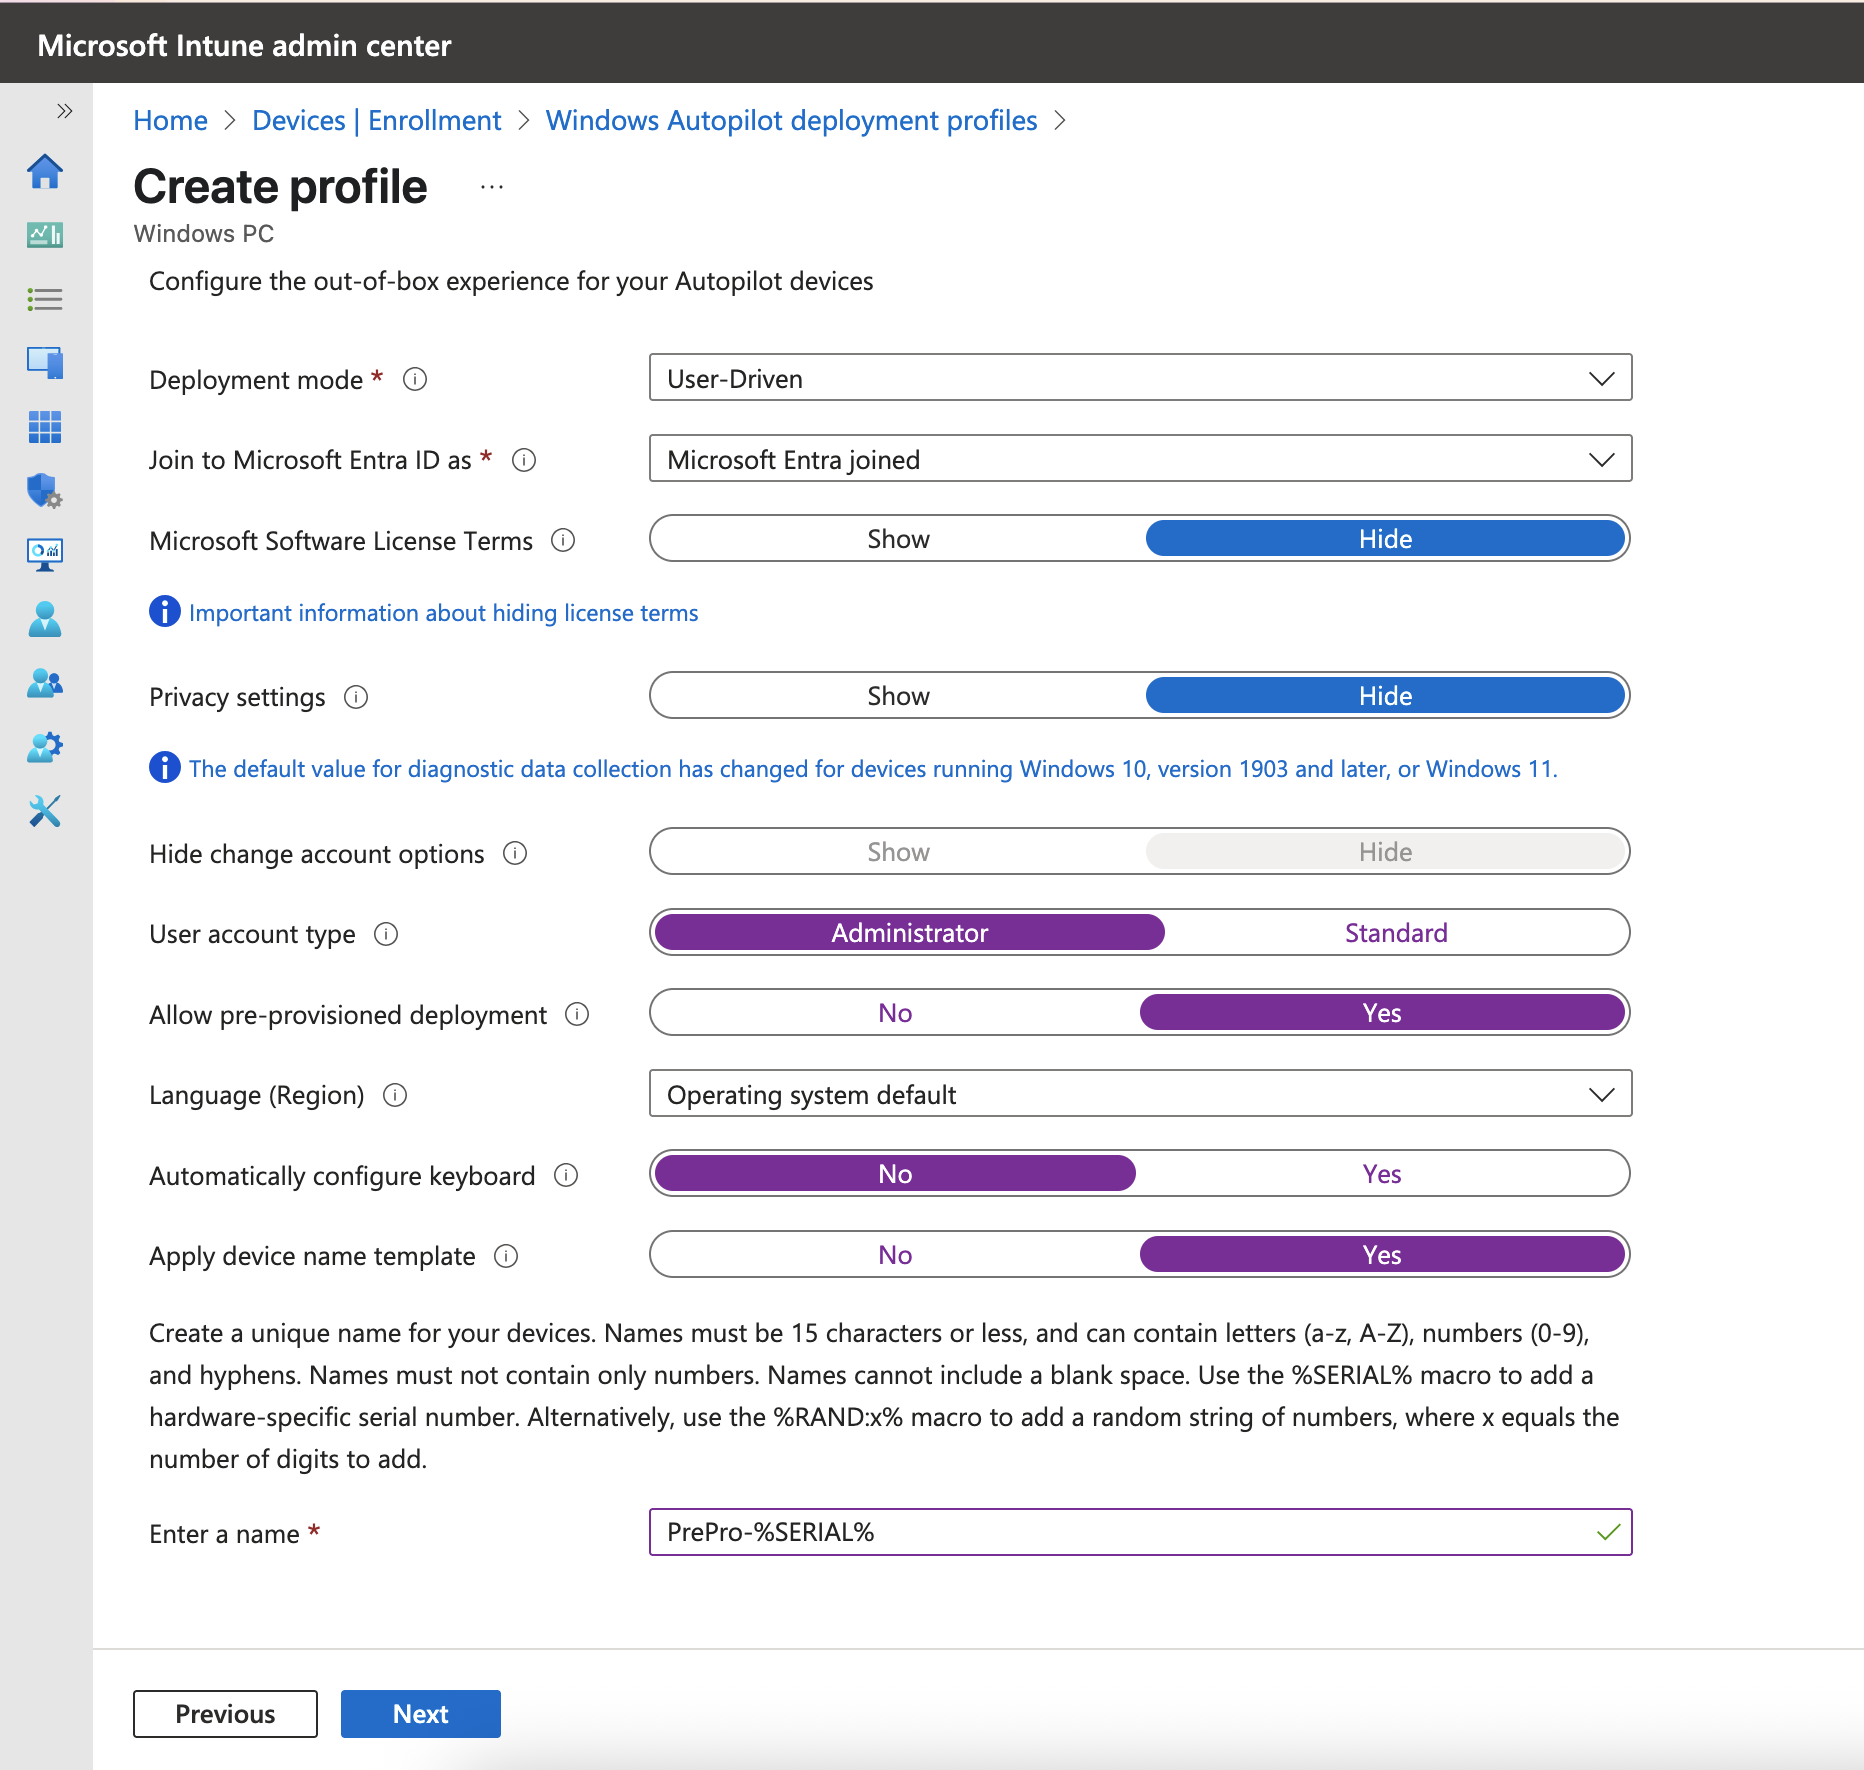 Microsoft Intune admin center
Home > Devices | Enrollment > Windows Autopilot deployment profiles >
Create profile ...
Windows PC
Configure the out-of-box experience for your Autopilot devices
Deployment mode * User-Driven
Join to Microsoft Entra ID as * Microsoft Entra joined
Microsoft Software License Terms Show Hide
Important information about hiding license terms
Privacy settings Show Hide
The default value for diagnostic data collection has changed for devices running Windows 10, version 1903 and later, or Windows 11.
Hide change account options Show Hide
User account type Administrator Standard
Allow pre-provisioned deployment No Yes
Language (Region) Operating system default
Automatically configure keyboard No Yes
Apply device name template No Yes
Create a unique name for your devices. Names must be 15 characters or less, and can contain letters (a-z, A-Z), numbers (0-9),
and hyphens. Names must not contain only numbers. Names cannot include a blank space. Use the %SERIAL% macro to add a
hardware-specific serial number. Alternatively, use the %RAND:x% macro to add a random string of numbers, where x equals the
number of digits to add.
Enter a name * PrePro-%SERIAL%
Previous Next